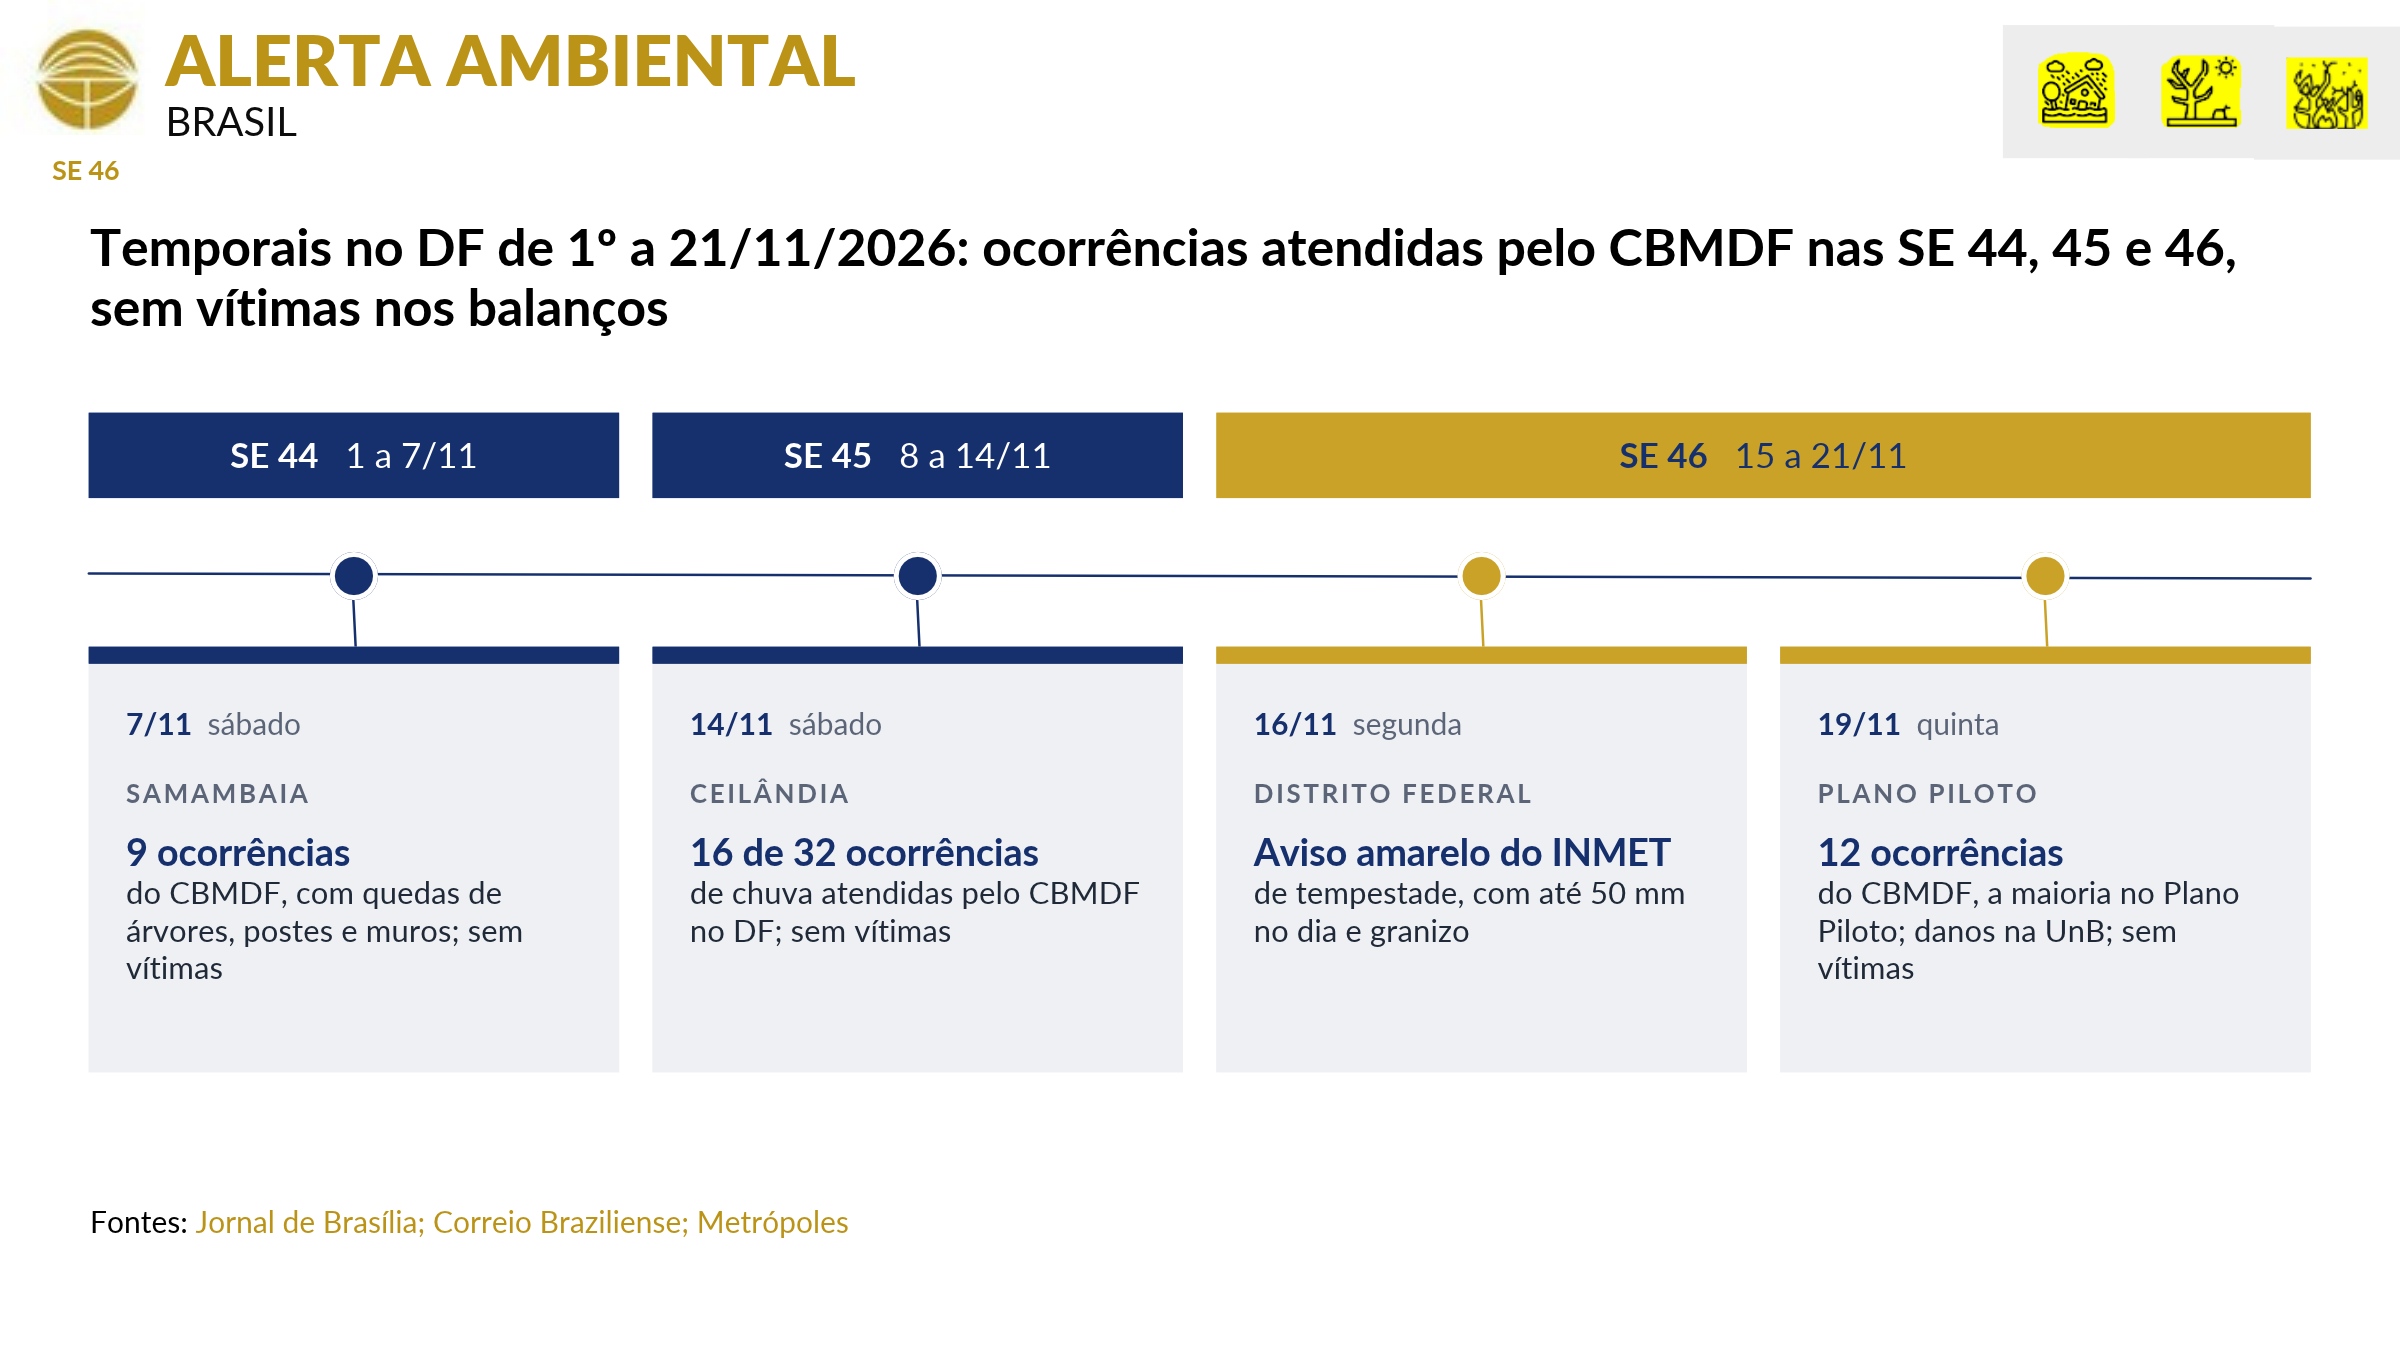 ALERTA AMBIENTAL
BRASIL
SE 46
Temporais no DF de 1º a 21/11/2026: ocorrências atendidas pelo CBMDF nas SE 44, 45 e 46,
sem vítimas nos balanços
SE 44 1 a 7/11
SE 45 8 a 14/11
SE 46 15 a 21/11
7/11 sábado
SAMAMBAIA
9 ocorrências
do CBMDF, com quedas de
árvores, postes e muros; sem
vítimas
14/11 sábado
CEILÂNDIA
16 de 32 ocorrências
de chuva atendidas pelo CBMDF
no DF; sem vítimas
16/11 segunda
DISTRITO FEDERAL
Aviso amarelo do INMET
de tempestade, com até 50 mm
no dia e granizo
19/11 quinta
PLANO PILOTO
12 ocorrências
do CBMDF, a maioria no Plano
Piloto; danos na UnB; sem
vítimas
Fontes: Jornal de Brasília; Correio Braziliense; Metrópoles